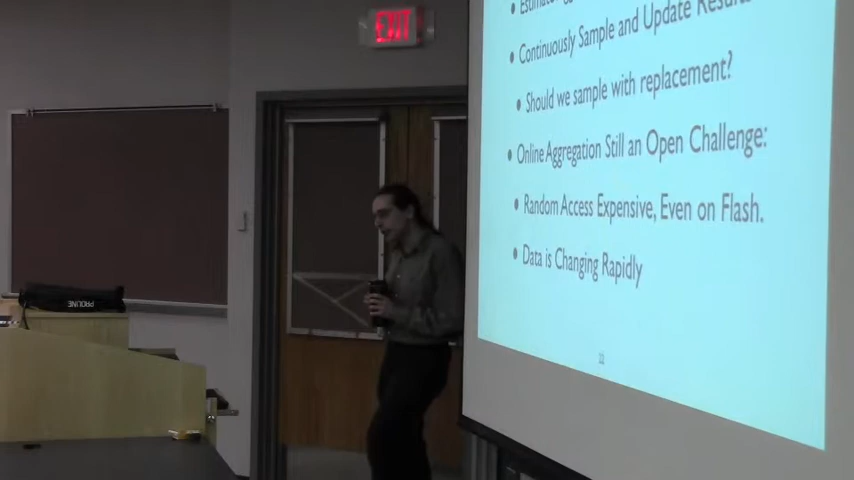 EXIT
Continuously Sample and Update Results
Should we sample with replacement?
Online Aggregation Still an Open Challenge:
Random Access Expensive, Even on Flash.
Data is Changing Rapidly
PROLINE